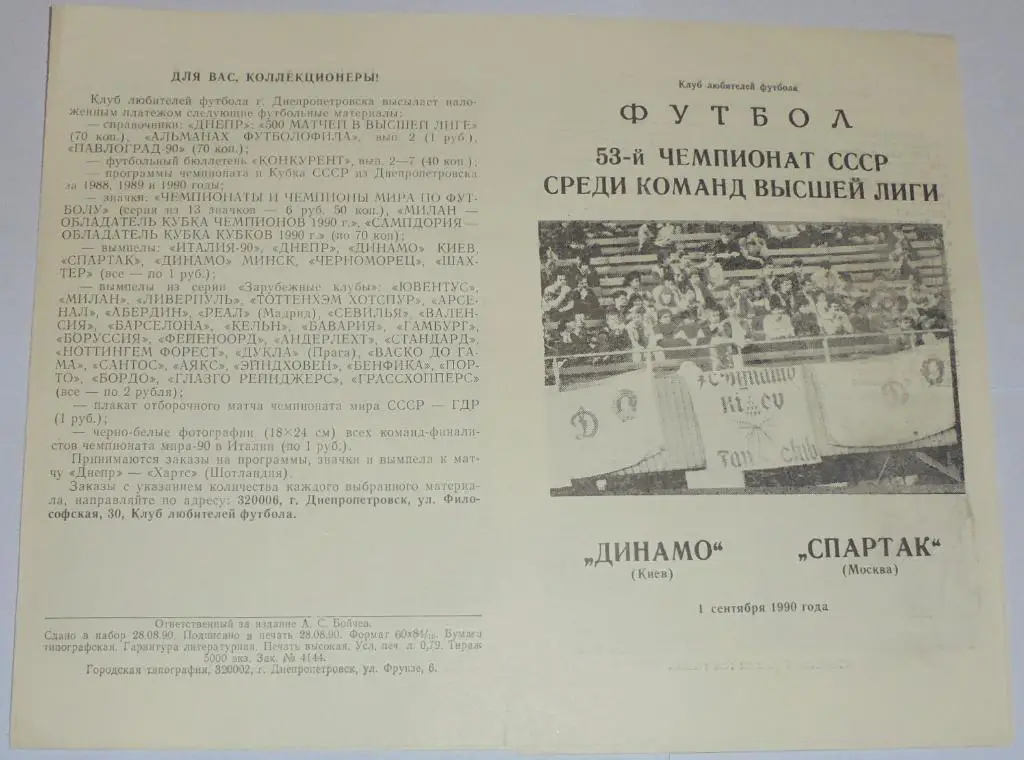 ДЛЯ ВАС, КОЛЛЕКЦИОНЕРЫ!
Клуб любителей футбола г. Днепропетровска высылает нало-
женным платежом следующие футбольные материалы:
— справочники: «ДНЕПР»: «500 МАТЧЕЙ В ВЫСШЕЙ ЛИГЕ»
(70 коп.), «АЛЬМАНАХ ФУТБОЛОФИЛА», вып. 2 (1 руб.),
«ПАВЛОГРАД-90» (70 коп.);
— футбольный бюллетень «КОНКУРЕНТ», вып. 2—7 (40 коп.);
— программы чемпионата и Кубка СССР из Днепропетровска
за 1988, 1989 и 1990 годы;
— значки: «ЧЕМПИОНАТЫ И ЧЕМПИОНЫ МИРА ПО ФУТ-
БОЛУ» (серия из 13 значков — 6 руб. 50 коп.), «МИЛАН —
ОБЛАДАТЕЛЬ КУБКА ЧЕМПИОНОВ 1990 г.», «САМПДОРИЯ —
ОБЛАДАТЕЛЬ КУБКА КУБКОВ 1990 г.» (по 70 коп);
— вымпелы: «ИТАЛИЯ-90», «ДНЕПР», «ДИНАМО» КИЕВ,
«СПАРТАК», «ДИНАМО» МИНСК, «ЧЕРНОМОРЕЦ», «ШАХ-
ТЕР» (все — по 1 руб.);
— вымпелы из серии «Зарубежные клубы»: «ЮВЕНТУС»,
«МИЛАН», «ЛИВЕРПУЛЬ», «ТОТТЕНХЭМ ХОТСПУР», «АРСЕ-
НАЛ», «АБЕРДИН», «РЕАЛ» (Мадрид), «СЕВИЛЬЯ», «ВАЛЕН-
СИЯ», «БАРСЕЛОНА», «КЕЛЬН», «БАВАРИЯ», «ГАМБУРГ»,
«БОРУССИЯ», «ФЕЙЕНООРД», «АНДЕРЛЕХТ», «СТАНДАРД»,
«НОТТИНГЕМ ФОРЕСТ», «ДУКЛА» (Прага), «ВАСКО ДО ГА-
МА», «САНТОС», «АЯКС», «ЭЙНДХОВЕН», «БЕНФИКА», «ПОР-
ТО», «БОРДО», «ГЛАЗГО РЕЙНДЖЕРС», «ГРАССХОППЕРС»
(все — по 2 рубля);
— плакат отборочного матча чемпионата мира СССР — ГДР
(1 руб.);
— черно-белые фотографии (18×24 см) всех команд-финали-
стов чемпионата мира-90 в Италии (по 1 руб.).
Принимаются заказы на программы, значки и вымпела к мат-
чу «Днепр» — «Хартс» (Шотландия).
Заказы с указанием количества каждого выбранного материа-
ла, направляйте по адресу: 320006, г. Днепропетровск, ул. Фило-
софская, 30, Клуб любителей футбола.
Ответственный за издание А. С. Бойчев.
Сдано в набор 28.08.90. Подписано в печать 28.08.90. Формат 60×84/16. Бумага
типографская. Гарнитура литературная. Печать высокая. Усл. печ. л. 0,79. Тираж
5000 экз. Зак. № 4144.
Городская типография, 320002, г. Днепропетровск, ул. Фрунзе, 6.
Клуб любителей футбола
ФУТБОЛ
53-й ЧЕМПИОНАТ СССР
СРЕДИ КОМАНД ВЫСШЕЙ ЛИГИ
Dynamo
kiev
fan club
„ДИНАМО“ „СПАРТАК“
(Киев) (Москва)
1 сентября 1990 года